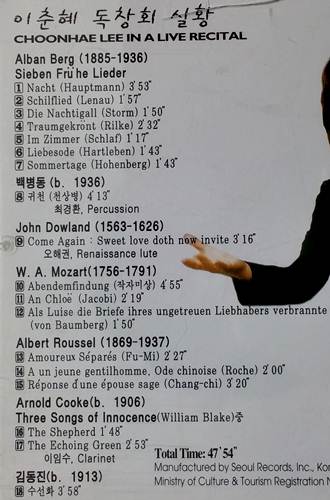 이춘혜 독창회 실황
CHOONHAE LEE IN A LIVE RECITAL
Alban Berg (1885-1936)
Sieben Fru̎he Lieder
1 Nacht (Hauptmann) 3′ 53″
2 Schilflied (Lenau) 1′ 57″
3 Die Nachtigall (Storm) 1′ 50″
4 Traumgekront (Rilke) 2′ 32″
5 Im Zimmer (Schlaf) 1′ 17″
6 Liebesode (Hartleben) 1′ 43″
7 Sommertage (Hohenberg) 1′ 43″
백병동 (b. 1936)
8 귀천 (천상병) 4′ 13″
최경환, Percussion
John Dowland (1563-1626)
9 Come Again : Sweet love doth now invite 3′ 16″
오해권, Renaissance lute
W. A. Mozart(1756-1791)
10 Abendemfindung (작자미상) 4′ 55″
11 An Chloë (Jacobi) 2′ 19″
12 Als Luise die Briefe ihres ungetreuen Liebhabers verbrannte
(von Baumberg) 1′ 50″
Albert Roussel (1869-1937)
13 Amoureux Séparés (Fu-Mi) 2′ 27″
14 A un jeune gentilhomme, Ode chinoise (Roche) 2′ 00″
15 Réponse d'une épouse sage (Chang-chi) 3′ 20″
Arnold Cooke(b. 1906)
Three Songs of Innocence(William Blake)중
16 The Shepherd 1′ 48″
17 The Echoing Green 2′ 53″
이임수, Clarinet
Total Time: 47′ 54″
Manufactured by Seoul Records, Inc., Kor
Ministry of Culture & Tourism Registration N
김동진(b. 1913)
18 수선화 3′ 58″